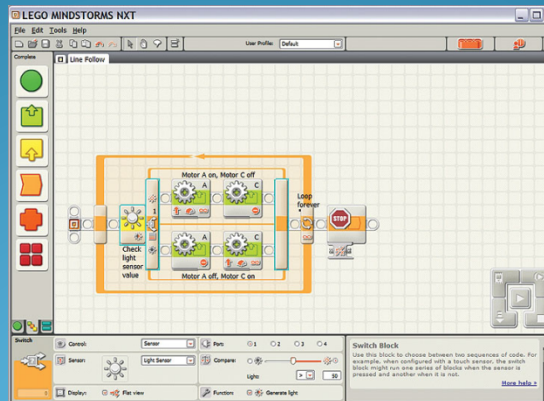 LEGO MINDSTORMS NXT
File Edit Tools Help
User Profile: Default
Complete
Line Follow
Motor A on, Motor C off
A C
Loop
forever
1
STOP
A C
Check
light
sensor
value
Motor A off, Motor C on
Switch
Control: Sensor
Port: 1 2 3 4
Sensor: Light Sensor
Compare:
Light: > 50
Display: Flat view
Function: Generate light
Switch Block
Use this block to choose between two sequences of code. For
example, when configured with a touch sensor, the switch
block might run one series of blocks when the sensor is
pressed and another when it is not.
More help »